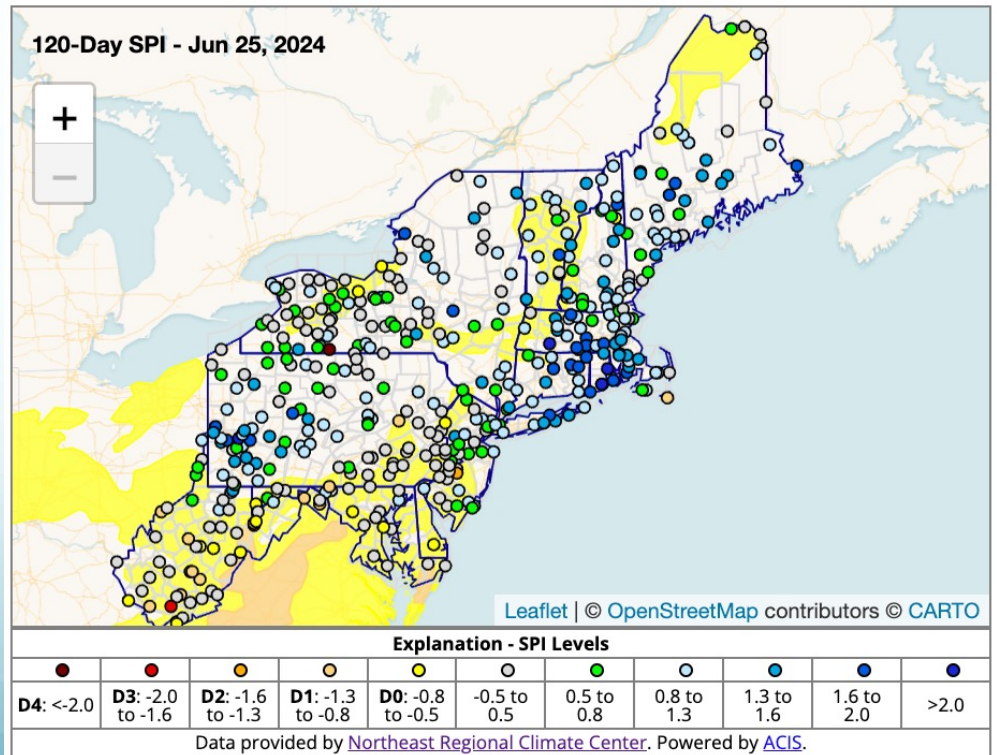 120-Day SPI - Jun 25, 2024
+
−
Leaflet | © OpenStreetMap contributors © CARTO
Explanation - SPI Levels
D4: <-2.0
D3: -2.0
to -1.6
D2: -1.6
to -1.3
D1: -1.3
to -0.8
D0: -0.8
to -0.5
-0.5 to
0.5
0.5 to
0.8
0.8 to
1.3
1.3 to
1.6
1.6 to
2.0
>2.0
Data provided by Northeast Regional Climate Center. Powered by ACIS.